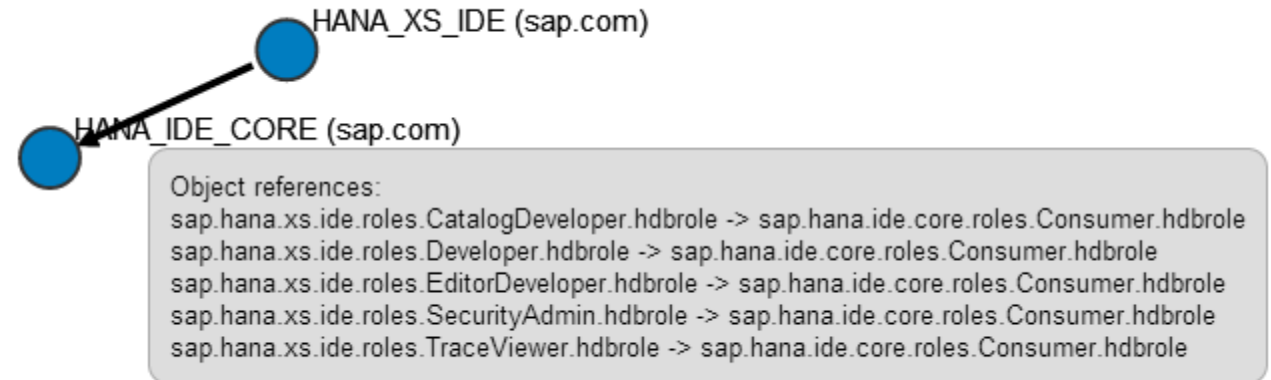 HANA_XS_IDE (sap.com)
HANA_IDE_CORE (sap.com)
Object references:
sap.hana.xs.ide.roles.CatalogDeveloper.hdbrole -> sap.hana.ide.core.roles.Consumer.hdbrole
sap.hana.xs.ide.roles.Developer.hdbrole -> sap.hana.ide.core.roles.Consumer.hdbrole
sap.hana.xs.ide.roles.EditorDeveloper.hdbrole -> sap.hana.ide.core.roles.Consumer.hdbrole
sap.hana.xs.ide.roles.SecurityAdmin.hdbrole -> sap.hana.ide.core.roles.Consumer.hdbrole
sap.hana.xs.ide.roles.TraceViewer.hdbrole -> sap.hana.ide.core.roles.Consumer.hdbrole